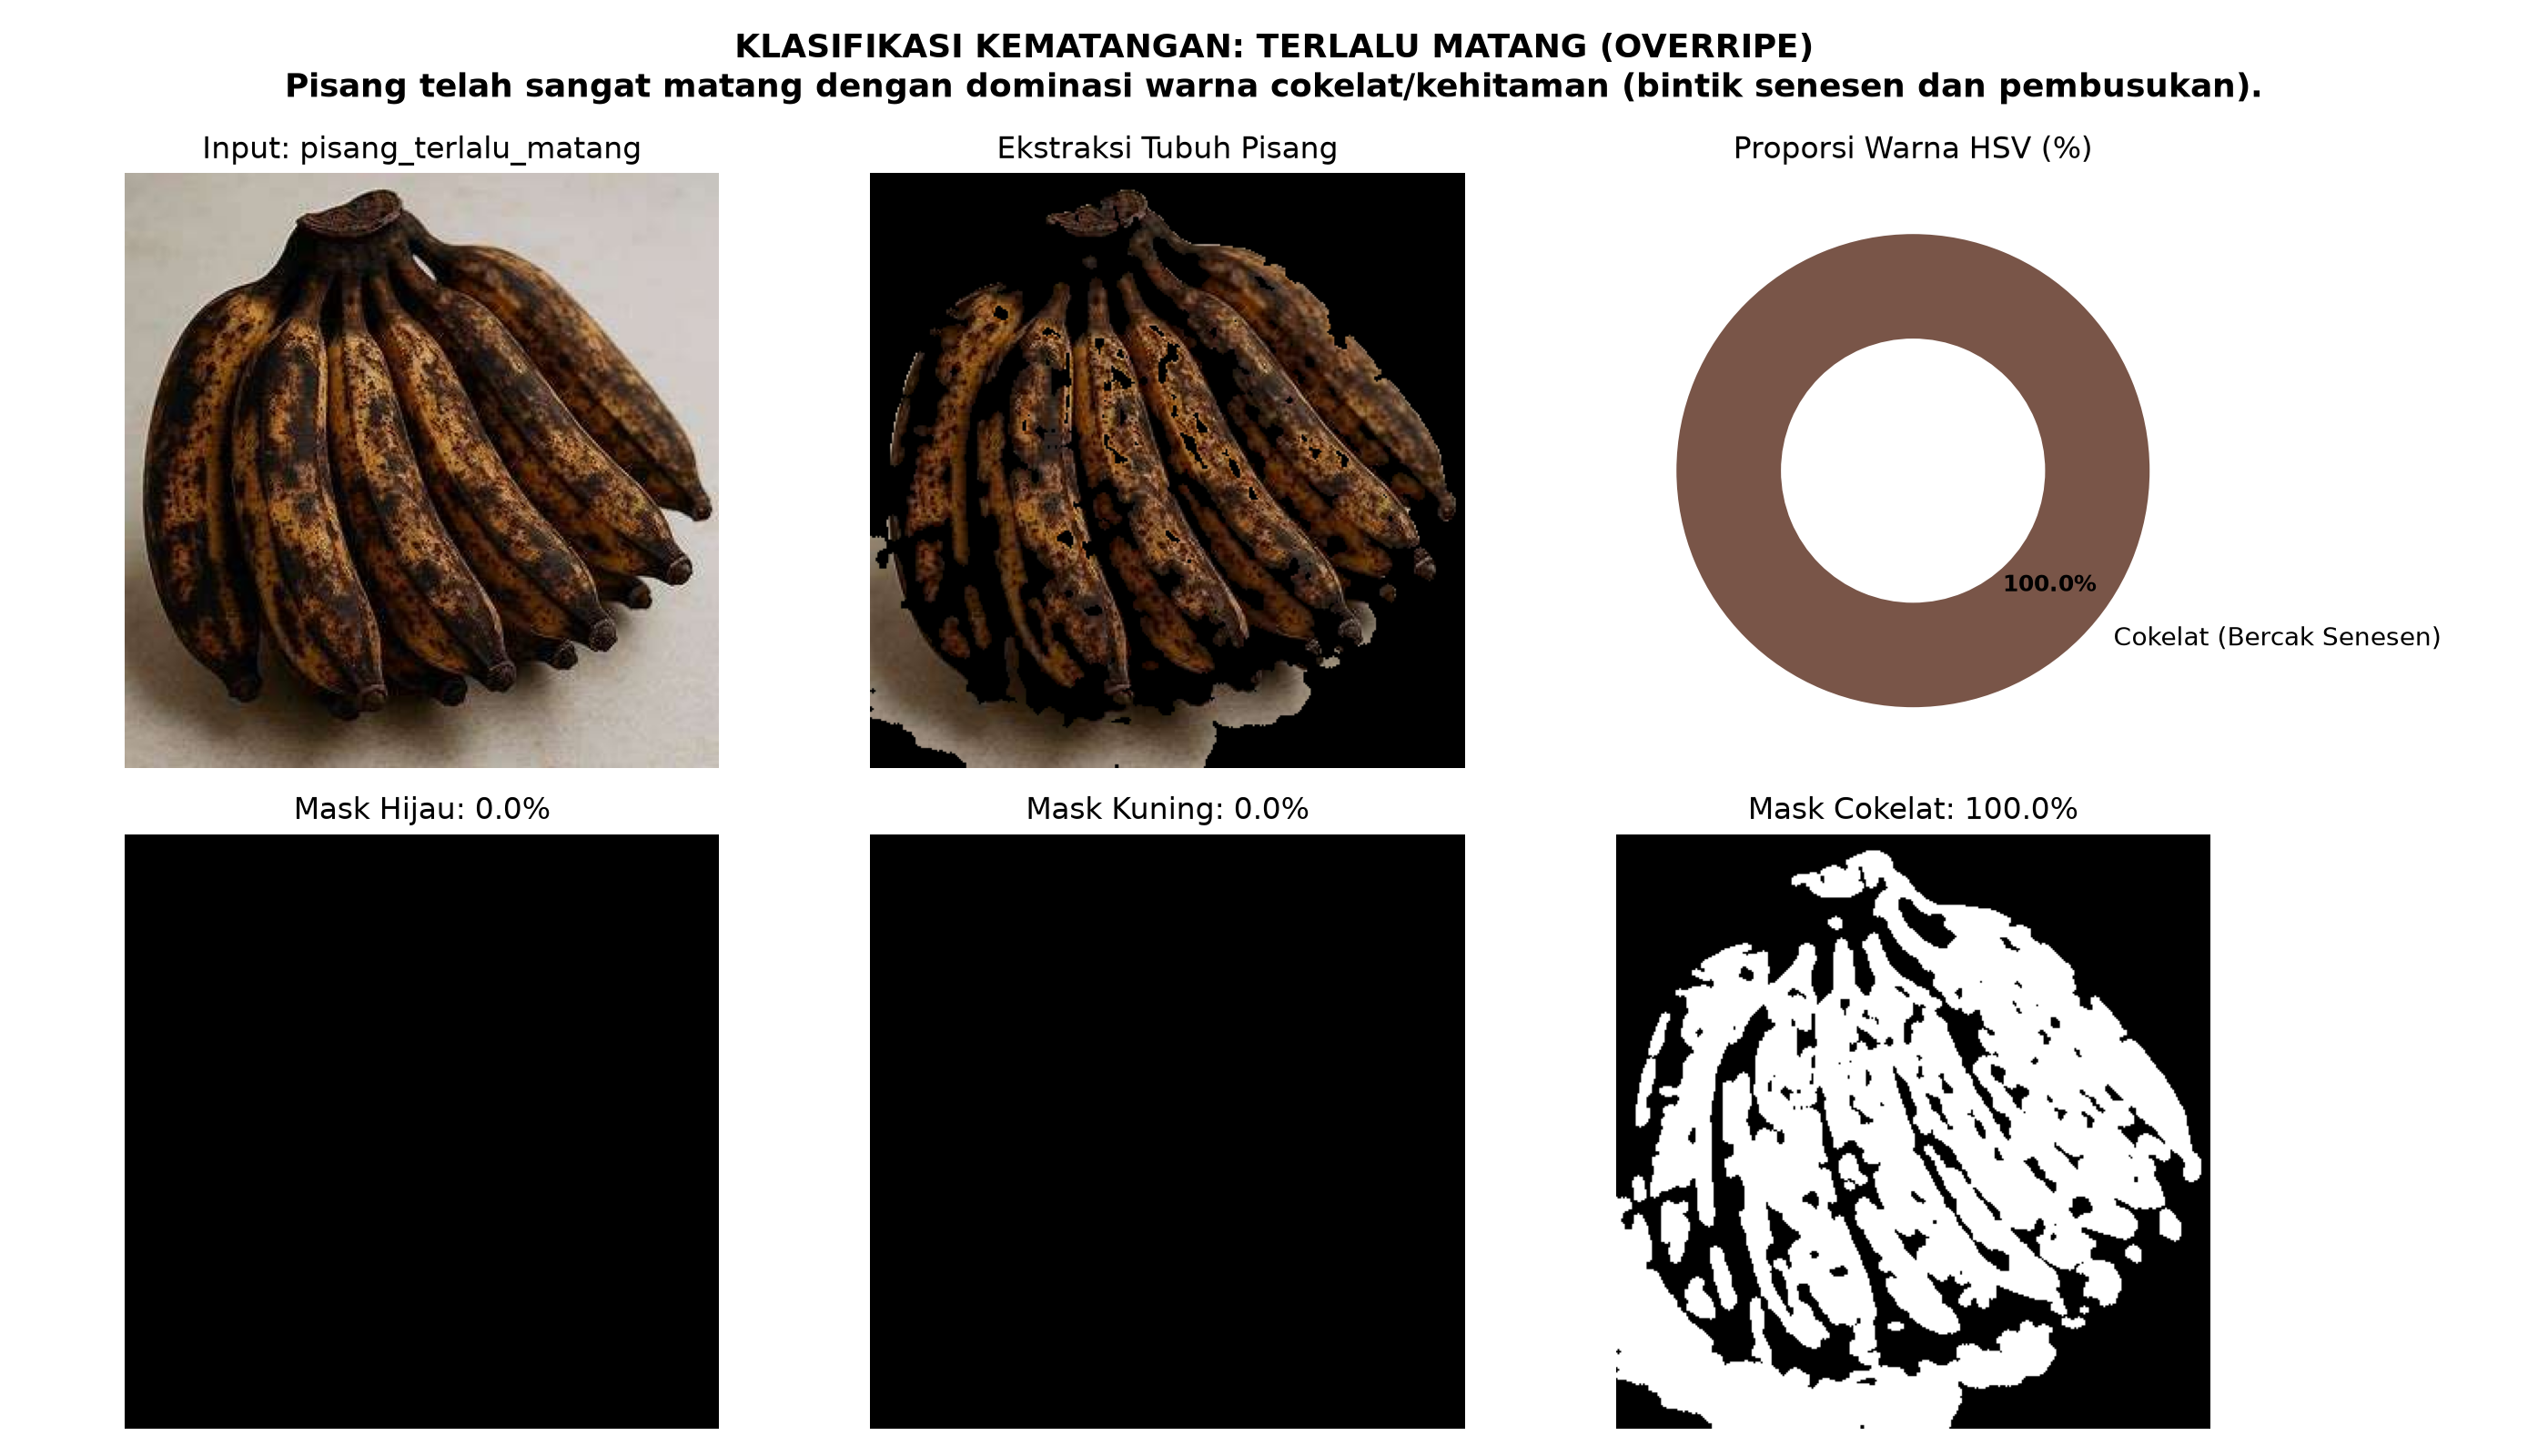 KLASIFIKASI KEMATANGAN: TERLALU MATANG (OVERRIPE)
Pisang telah sangat matang dengan dominasi warna cokelat/kehitaman (bintik senesen dan pembusukan).
Input: pisang_terlalu_matang
Ekstraksi Tubuh Pisang
Proporsi Warna HSV (%)
100.0%
Cokelat (Bercak Senesen)
Mask Hijau: 0.0%
Mask Kuning: 0.0%
Mask Cokelat: 100.0%